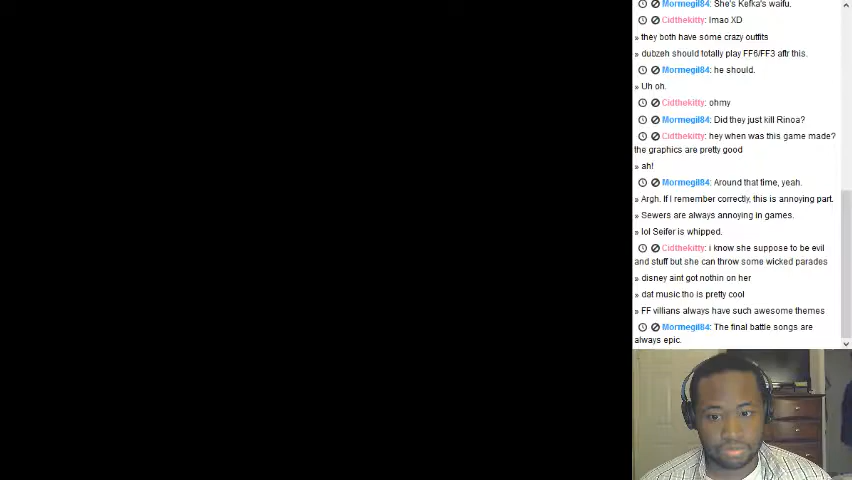 Mormegil84: She's Kefka's waifu.
Cidthekitty: lmao XD
» they both have some crazy outfits
» dubzeh should totally play FF6/FF3 aftr this.
Mormegil84: he should.
» Uh oh.
Cidthekitty: ohmy
Mormegil84: Did they just kill Rinoa?
Cidthekitty: hey when was this game made?
the graphics are pretty good
» ah!
Mormegil84: Around that time, yeah.
» Argh. If I remember correctly, this is annoying part.
» Sewers are always annoying in games.
» lol Seifer is whipped.
Cidthekitty: i know she suppose to be evil
and stuff but she can throw some wicked parades
» disney aint got nothin on her
» dat music tho is pretty cool
» FF villians always have such awesome themes
Mormegil84: The final battle songs are
always epic.